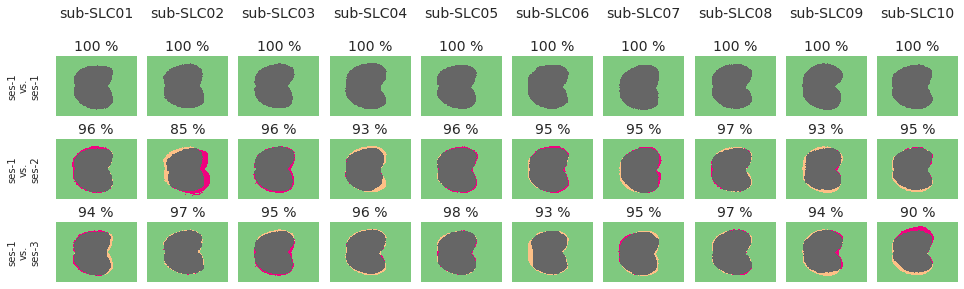 sub-SLC01 sub-SLC02 sub-SLC03 sub-SLC04 sub-SLC05 sub-SLC06 sub-SLC07 sub-SLC08 sub-SLC09 sub-SLC10
100 % 100 % 100 % 100 % 100 % 100 % 100 % 100 % 100 % 100 %
ses-1
vs.
ses-1
96 % 85 % 96 % 93 % 96 % 95 % 95 % 97 % 93 % 95 %
ses-1
vs.
ses-2
94 % 97 % 95 % 96 % 98 % 93 % 95 % 97 % 94 % 90 %
ses-1
vs.
ses-3